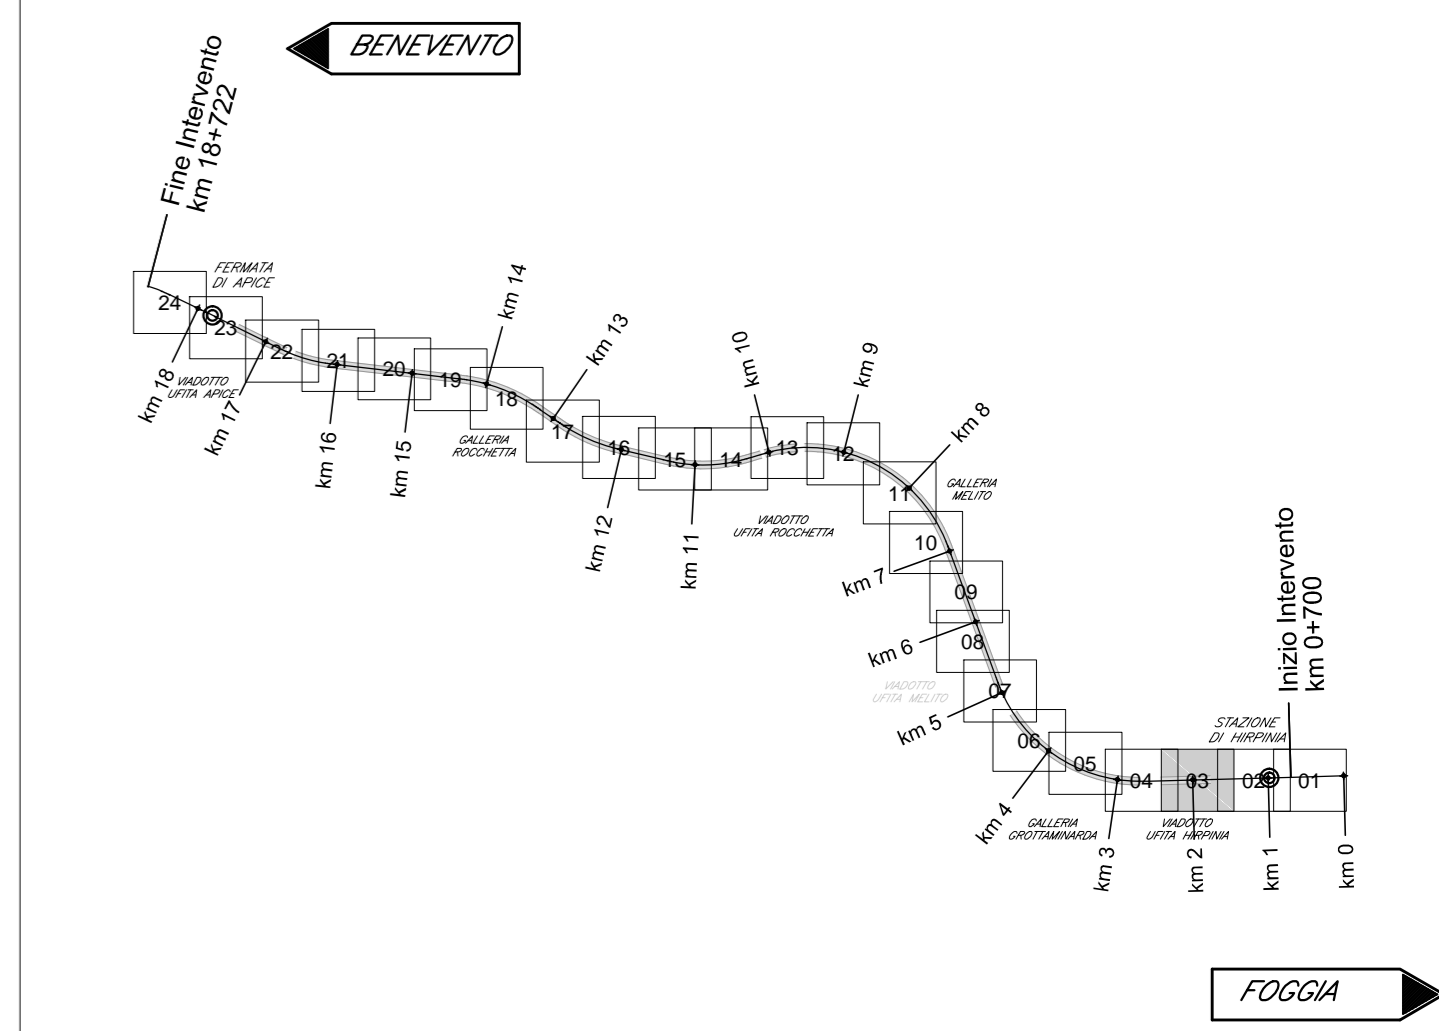 BENEVENTO
Fine Intervento
km 18+722
FERMATA
DI APICE
24
23
22
21
20
19
18
17
16
15
14
13
12
11
10
09
08
07
06
05
04
03
02
01
km 18
VIADOTTO
UFITA APICE
km 17
km 16
km 15
km 14
GALLERIA
ROCCHETTA
km 13
km 12
km 11
VIADOTTO
UFITA ROCCHETTA
km 10
km 9
km 8
GALLERIA
MELITO
km 7
km 6
VIADOTTO
UFITA MELITO
km 5
km 4
GALLERIA
GROTTAMINARDA
km 3
VIADOTTO
UFITA HIRPINIA
km 2
STAZIONE
DI HIRPINIA
Inizio Intervento
km 0+700
km 1
km 0
FOGGIA